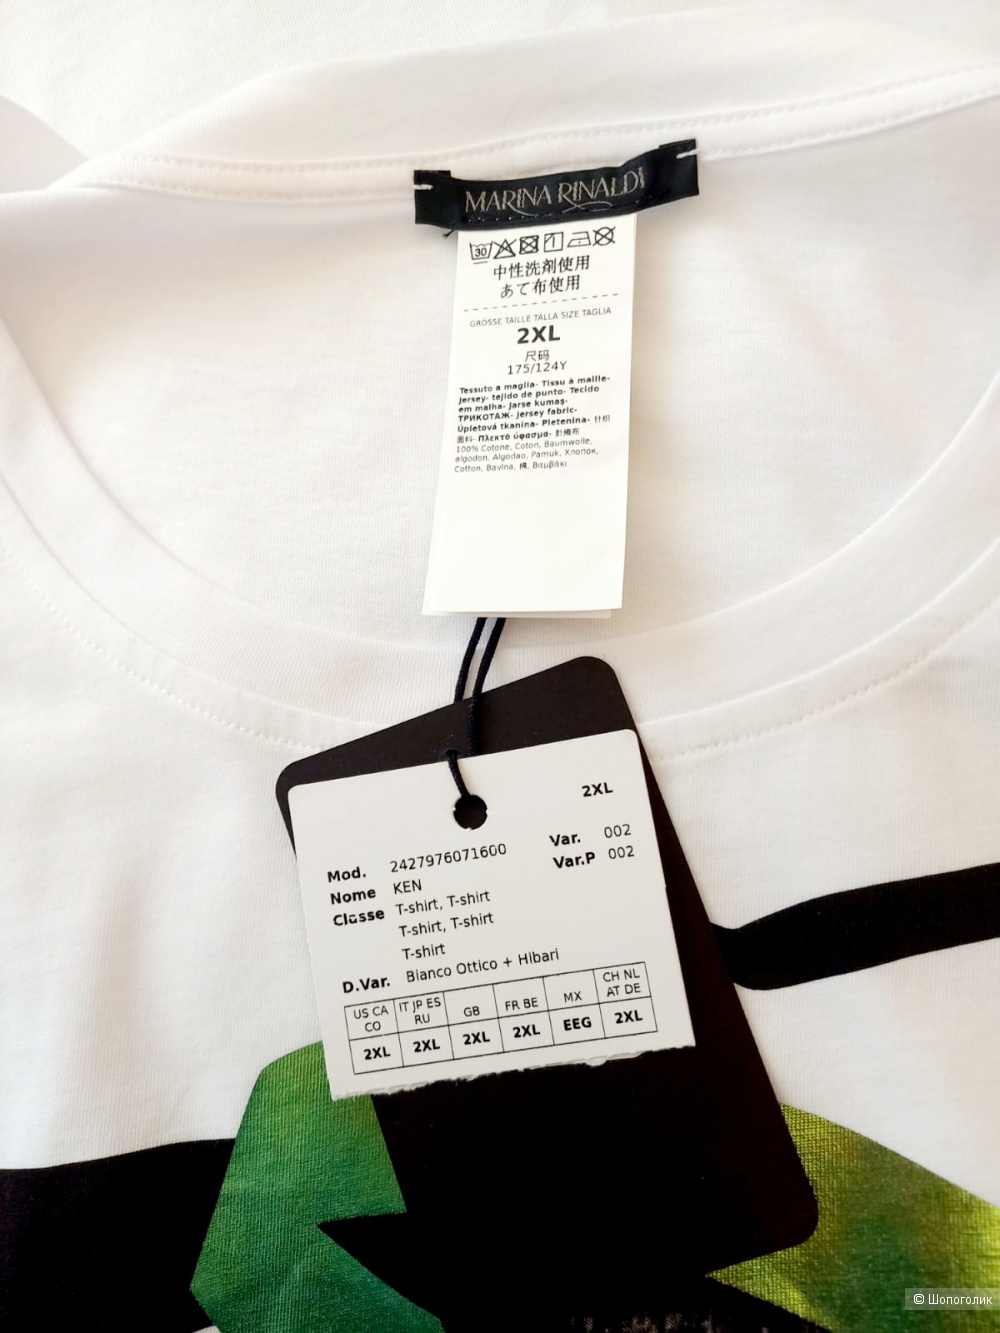 MARINA RINALDI
30
中性洗剤使用
あて布使用
GROSSE TAILLE TALLA SIZE TAGLIA
2XL
尺码
175/124Y
Tessuto a maglia- Tissu à maille-
Jersey- tejido de punto- Tecido
em malha- Jarse kumaş-
ТРИКОТАЖ- Jersey fabric-
Úpletová tkanina- Pletenina- 针织
面料- Πλεκτό ύφασμα- 針織布
100% Cotone, Coton, Baumwolle,
algodon, Algodao, Pamuk, Хлопок,
Cotton, Bavlna, 棉, Βαμβάκι
2XL
Mod. 2427976071600 Var. 002
Nome KEN Var.P 002
Classe T-shirt, T-shirt
T-shirt, T-shirt
T-shirt
D.Var. Bianco Ottico + Hibari
US CA CO IT JP ES RU GB FR BE MX CH NL AT DE
2XL 2XL 2XL 2XL EEG 2XL
© Шопоголик